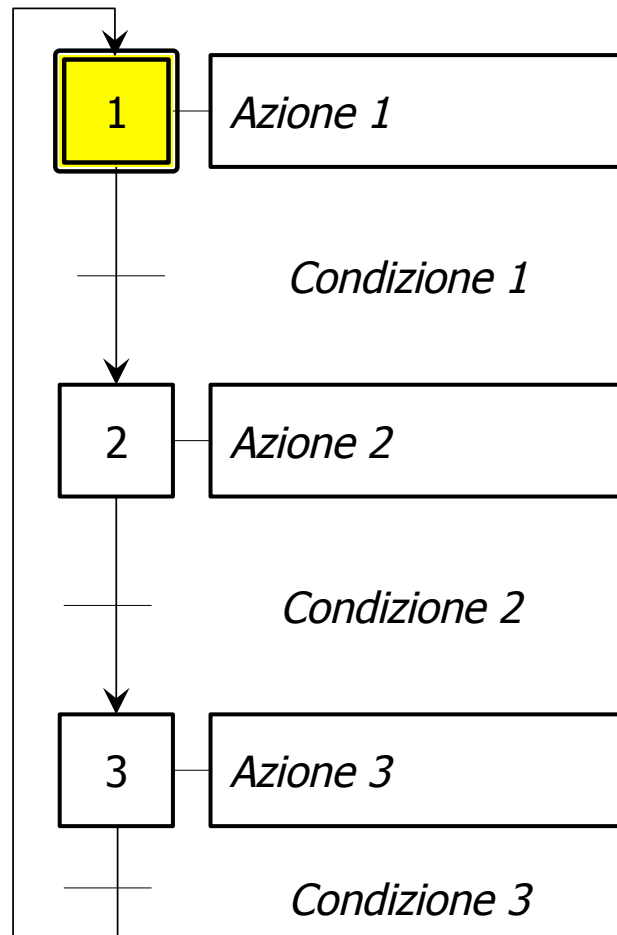 1
Azione 1
Condizione 1
2
Azione 2
Condizione 2
3
Azione 3
Condizione 3